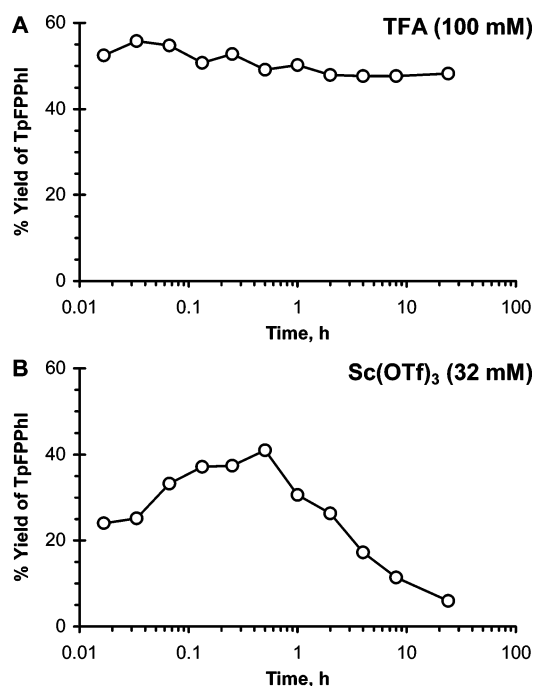 A
TFA (100 mM)
% Yield of TpFPPhI
60
40
20
0
0.01 0.1 1 10 100
Time, h
B
Sc(OTf)₃ (32 mM)
% Yield of TpFPPhI
60
40
20
0
0.01 0.1 1 10 100
Time, h